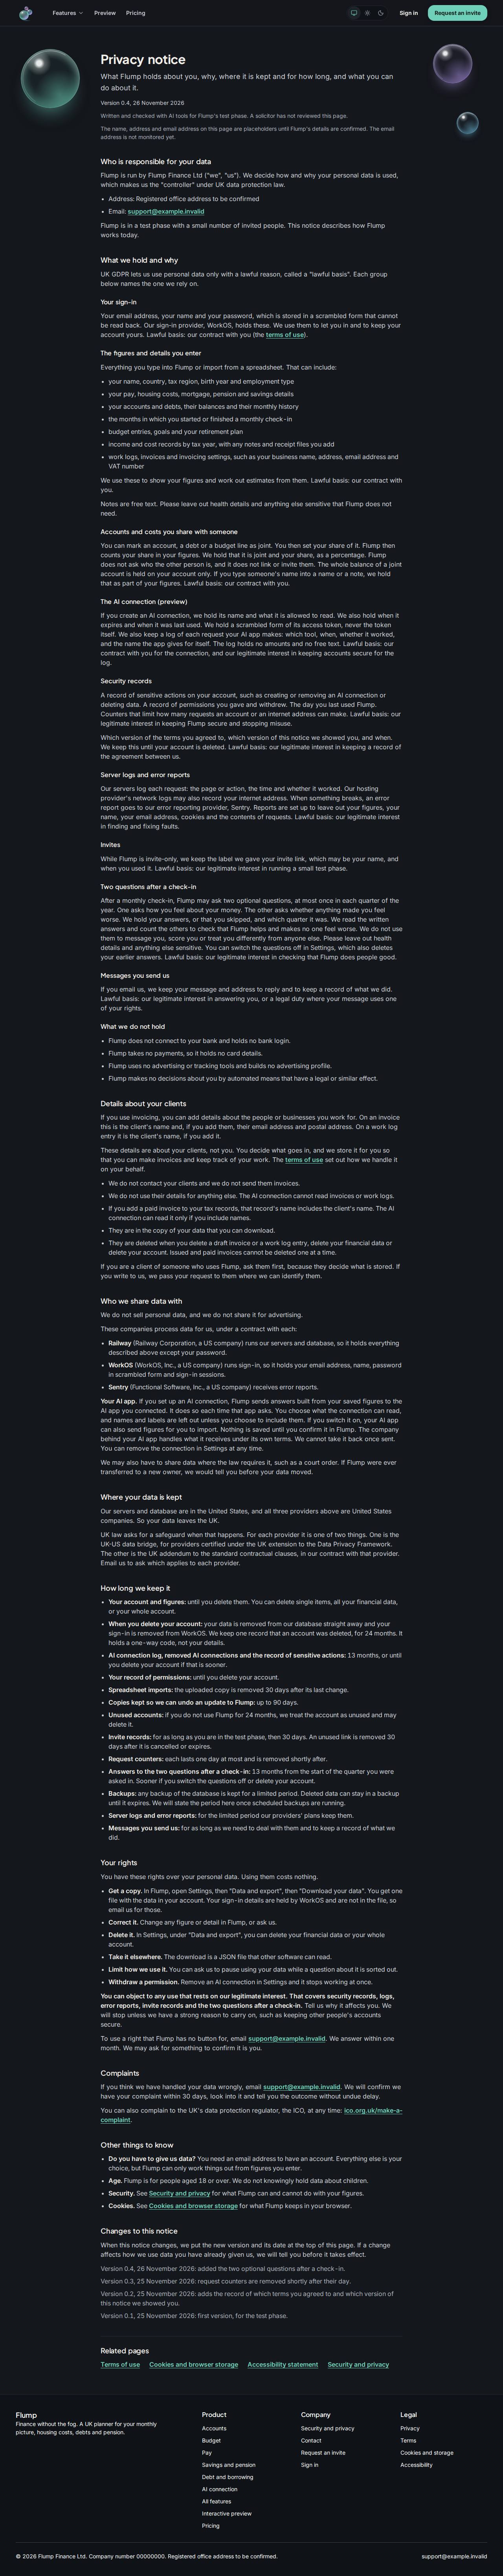 Features
Preview
Pricing
Sign in
Request an invite
Privacy notice
What Flump holds about you, why, where it is kept and for how long, and what you can
do about it.
Version 0.4, 26 November 2026
Written and checked with AI tools for Flump's test phase. A solicitor has not reviewed this page.
The name, address and email address on this page are placeholders until Flump's details are confirmed. The email
address is not monitored yet.
Who is responsible for your data
Flump is run by Flump Finance Ltd ("we", "us"). We decide how and why your personal data is used,
which makes us the "controller" under UK data protection law.
• Address: Registered office address to be confirmed
• Email: support@example.invalid
Flump is in a test phase with a small number of invited people. This notice describes how Flump
works today.
What we hold and why
UK GDPR lets us use personal data only with a lawful reason, called a "lawful basis". Each group
below names the one we rely on.
Your sign-in
Your email address, your name and your password, which is stored in a scrambled form that cannot
be read back. Our sign-in provider, WorkOS, holds these. We use them to let you in and to keep your
account yours. Lawful basis: our contract with you (the terms of use).
The figures and details you enter
Everything you type into Flump or import from a spreadsheet. That can include:
• your name, country, tax region, birth year and employment type
• your pay, housing costs, mortgage, pension and savings details
• your accounts and debts, their balances and their monthly history
• the months in which you started or finished a monthly check-in
• budget entries, goals and your retirement plan
• income and cost records by tax year, with any notes and receipt files you add
• work logs, invoices and invoicing settings, such as your business name, address, email address and
VAT number
We use these to show your figures and work out estimates from them. Lawful basis: our contract with
you.
Notes are free text. Please leave out health details and anything else sensitive that Flump does not
need.
Accounts and costs you share with someone
You can mark an account, a debt or a budget line as joint. You then set your share of it. Flump then
counts your share in your figures. We hold that it is joint and your share, as a percentage. Flump
does not ask who the other person is, and it does not link or invite them. The whole balance of a joint
account is held on your account only. If you type someone's name into a name or a note, we hold
that as part of your figures. Lawful basis: our contract with you.
The AI connection (preview)
If you create an AI connection, we hold its name and what it is allowed to read. We also hold when it
expires and when it was last used. We hold a scrambled form of its access token, never the token
itself. We also keep a log of each request your AI app makes: which tool, when, whether it worked,
and the name the app gives for itself. The log holds no amounts and no free text. Lawful basis: our
contract with you for the connection, and our legitimate interest in keeping accounts secure for the
log.
Security records
A record of sensitive actions on your account, such as creating or removing an AI connection or
deleting data. A record of permissions you gave and withdrew. The day you last used Flump.
Counters that limit how many requests an account or an internet address can make. Lawful basis: our
legitimate interest in keeping Flump secure and stopping misuse.
Which version of the terms you agreed to, which version of this notice we showed you, and when.
We keep this until your account is deleted. Lawful basis: our legitimate interest in keeping a record of
the agreement between us.
Server logs and error reports
Our servers log each request: the page or action, the time and whether it worked. Our hosting
provider's network logs may also record your internet address. When something breaks, an error
report goes to our error reporting provider, Sentry. Reports are set up to leave out your figures, your
name, your email address, cookies and the contents of requests. Lawful basis: our legitimate interest
in finding and fixing faults.
Invites
While Flump is invite-only, we keep the label we gave your invite link, which may be your name, and
when you used it. Lawful basis: our legitimate interest in running a small test phase.
Two questions after a check-in
After a monthly check-in, Flump may ask two optional questions, at most once in each quarter of the
year. One asks how you feel about your money. The other asks whether anything made you feel
worse. We hold your answers, or that you skipped, and which quarter it was. We read the written
answers and count the others to check that Flump helps and makes no one feel worse. We do not use
them to message you, score you or treat you differently from anyone else. Please leave out health
details and anything else sensitive. You can switch the questions off in Settings, which also deletes
your earlier answers. Lawful basis: our legitimate interest in checking that Flump does people good.
Messages you send us
If you email us, we keep your message and address to reply and to keep a record of what we did.
Lawful basis: our legitimate interest in answering you, or a legal duty where your message uses one
of your rights.
What we do not hold
• Flump does not connect to your bank and holds no bank login.
• Flump takes no payments, so it holds no card details.
• Flump uses no advertising or tracking tools and builds no advertising profile.
• Flump makes no decisions about you by automated means that have a legal or similar effect.
Details about your clients
If you use invoicing, you can add details about the people or businesses you work for. On an invoice
this is the client's name and, if you add them, their email address and postal address. On a work log
entry it is the client's name, if you add it.
These details are about your clients, not you. You decide what goes in, and we store it for you so
that you can make invoices and keep track of your work. The terms of use set out how we handle it
on your behalf.
• We do not contact your clients and we do not send them invoices.
• We do not use their details for anything else. The AI connection cannot read invoices or work logs.
• If you add a paid invoice to your tax records, that record's name includes the client's name. The AI
connection can read it only if you include names.
• They are in the copy of your data that you can download.
• They are deleted when you delete a draft invoice or a work log entry, delete your financial data or
delete your account. Issued and paid invoices cannot be deleted one at a time.
If you are a client of someone who uses Flump, ask them first, because they decide what is stored. If
you write to us, we pass your request to them where we can identify them.
Who we share data with
We do not sell personal data, and we do not share it for advertising.
These companies process data for us, under a contract with each:
• Railway (Railway Corporation, a US company) runs our servers and database, so it holds everything
described above except your password.
• WorkOS (WorkOS, Inc., a US company) runs sign-in, so it holds your email address, name, password
in scrambled form and sign-in sessions.
• Sentry (Functional Software, Inc., a US company) receives error reports.
Your AI app. If you set up an AI connection, Flump sends answers built from your saved figures to the
AI app you connected. It does so each time that app asks. You choose what the connection can read,
and names and labels are left out unless you choose to include them. If you switch it on, your AI app
can also send figures for you to import. Nothing is saved until you confirm it in Flump. The company
behind your AI app handles what it receives under its own terms. We cannot take it back once sent.
You can remove the connection in Settings at any time.
We may also have to share data where the law requires it, such as a court order. If Flump were ever
transferred to a new owner, we would tell you before your data moved.
Where your data is kept
Our servers and database are in the United States, and all three providers above are United States
companies. So your data leaves the UK.
UK law asks for a safeguard when that happens. For each provider it is one of two things. One is the
UK-US data bridge, for providers certified under the UK extension to the Data Privacy Framework.
The other is the UK addendum to the standard contractual clauses, in our contract with that provider.
Email us to ask which applies to each provider.
How long we keep it
• Your account and figures: until you delete them. You can delete single items, all your financial data,
or your whole account.
• When you delete your account: your data is removed from our database straight away and your
sign-in is removed from WorkOS. We keep one record that an account was deleted, for 24 months. It
holds a one-way code, not your details.
• AI connection log, removed AI connections and the record of sensitive actions: 13 months, or until
you delete your account if that is sooner.
• Your record of permissions: until you delete your account.
• Spreadsheet imports: the uploaded copy is removed 30 days after its last change.
• Copies kept so we can undo an update to Flump: up to 90 days.
• Unused accounts: if you do not use Flump for 24 months, we treat the account as unused and may
delete it.
• Invite records: for as long as you are in the test phase, then 30 days. An unused link is removed 30
days after it is cancelled or expires.
• Request counters: each lasts one day at most and is removed shortly after.
• Answers to the two questions after a check-in: 13 months from the start of the quarter you were
asked in. Sooner if you switch the questions off or delete your account.
• Backups: any backup of the database is kept for a limited period. Deleted data can stay in a backup
until it expires. We will state the period here once scheduled backups are running.
• Server logs and error reports: for the limited period our providers' plans keep them.
• Messages you send us: for as long as we need to deal with them and to keep a record of what we
did.
Your rights
You have these rights over your personal data. Using them costs nothing.
• Get a copy. In Flump, open Settings, then "Data and export", then "Download your data". You get one
file with the data in your account. Your sign-in details are held by WorkOS and are not in the file, so
email us for those.
• Correct it. Change any figure or detail in Flump, or ask us.
• Delete it. In Settings, under "Data and export", you can delete your financial data or your whole
account.
• Take it elsewhere. The download is a JSON file that other software can read.
• Limit how we use it. You can ask us to pause using your data while a question about it is sorted out.
• Withdraw a permission. Remove an AI connection in Settings and it stops working at once.
You can object to any use that rests on our legitimate interest. That covers security records, logs,
error reports, invite records and the two questions after a check-in. Tell us why it affects you. We
will stop unless we have a strong reason to carry on, such as keeping other people's accounts
secure.
To use a right that Flump has no button for, email support@example.invalid. We answer within one
month. We may ask for something to confirm it is you.
Complaints
If you think we have handled your data wrongly, email support@example.invalid. We will confirm we
have your complaint within 30 days, look into it and tell you the outcome without undue delay.
You can also complain to the UK's data protection regulator, the ICO, at any time: ico.org.uk/make-a-
complaint.
Other things to know
• Do you have to give us data? You need an email address to have an account. Everything else is your
choice, but Flump can only work things out from figures you enter.
• Age. Flump is for people aged 18 or over. We do not knowingly hold data about children.
• Security. See Security and privacy for what Flump can and cannot do with your figures.
• Cookies. See Cookies and browser storage for what Flump keeps in your browser.
Changes to this notice
When this notice changes, we put the new version and its date at the top of this page. If a change
affects how we use data you have already given us, we will tell you before it takes effect.
Version 0.4, 26 November 2026: added the two optional questions after a check-in.
Version 0.3, 25 November 2026: request counters are removed shortly after their day.
Version 0.2, 25 November 2026: adds the record of which terms you agreed to and which version of
this notice we showed you.
Version 0.1, 25 November 2026: first version, for the test phase.
Related pages
Terms of use
Cookies and browser storage
Accessibility statement
Security and privacy
Flump
Finance without the fog. A UK planner for your monthly
picture, housing costs, debts and pension.
Product
Accounts
Budget
Pay
Savings and pension
Debt and borrowing
AI connection
All features
Interactive preview
Pricing
Company
Security and privacy
Contact
Request an invite
Sign in
Legal
Privacy
Terms
Cookies and storage
Accessibility
© 2026 Flump Finance Ltd. Company number 00000000. Registered office address to be confirmed.
support@example.invalid